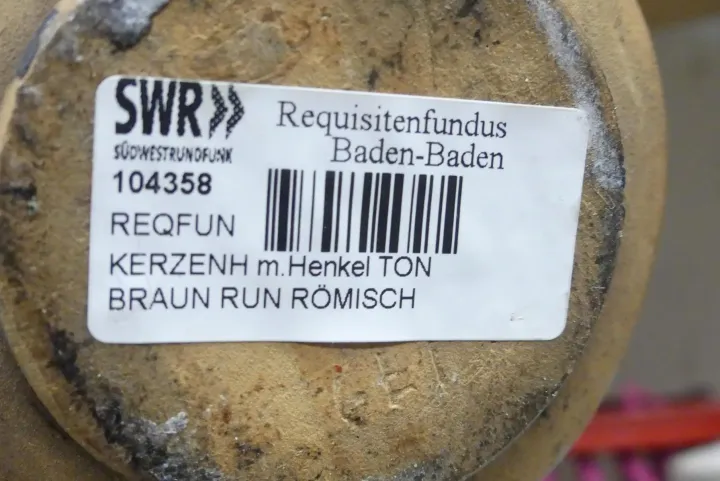 SWR» Requisitenfundus
SÜDWESTRUNDFUNK Baden-Baden
104358
REQFUN
KERZENH m.Henkel TON
BRAUN RUN RÖMISCH